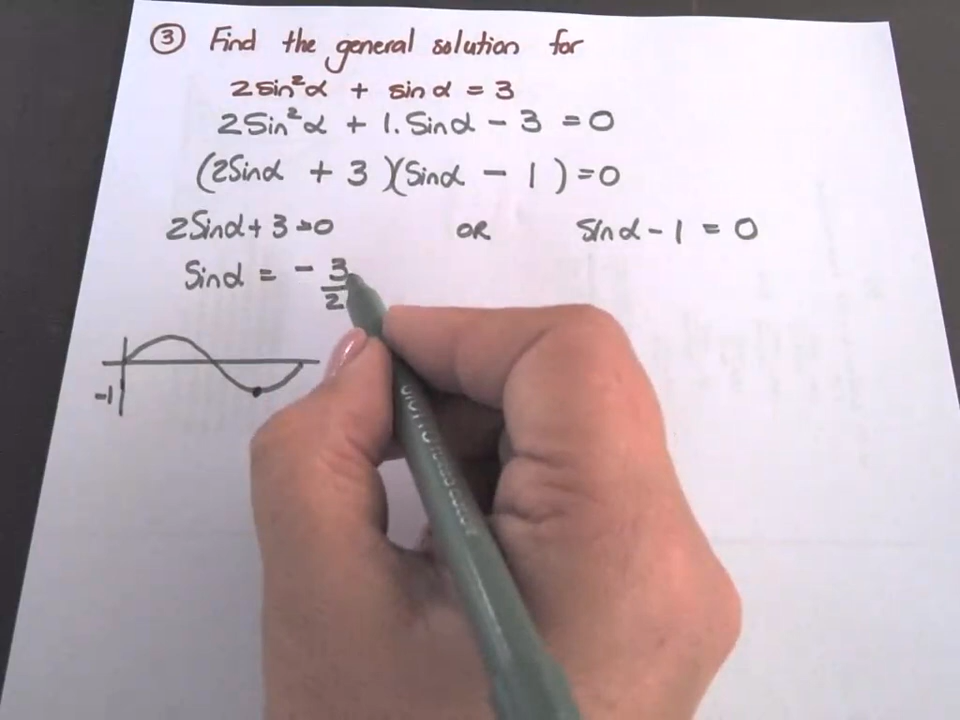 ③ Find the general solution for
2sin²α + sin α = 3
2Sin²α + 1.Sinα - 3 = 0
(2Sinα + 3)(Sinα - 1) = 0
2Sinα + 3 = 0 OR Sinα - 1 = 0
Sinα = - 3/2
-1